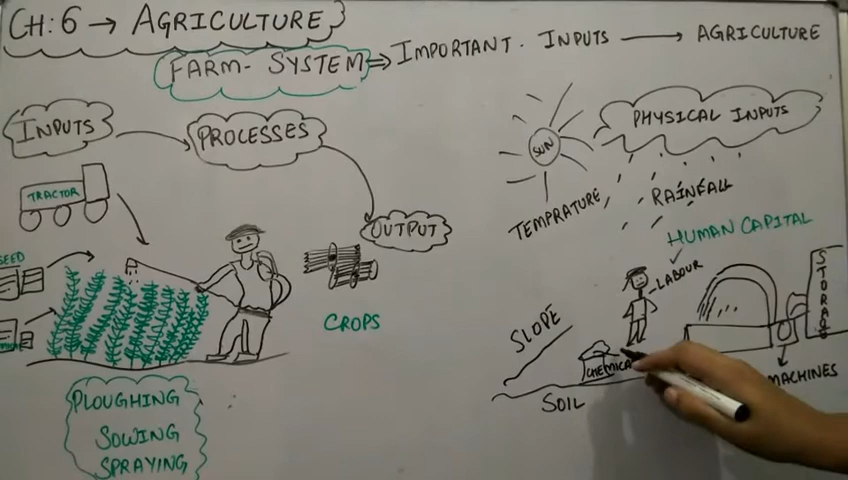 CH: 6 → AGRICULTURE
FARM- SYSTEM ⇒ IMPORTANT. INPUTS → AGRICULTURE
INPUTS
PROCESSES
OUTPUT
TRACTOR
SEED
CROPS
PLOUGHING
SOWING
SPRAYING
SUN
PHYSICAL INPUTS
TEMPRATURE
RAINFALL
HUMAN CAPITAL
LABOUR
STORAGE
SLOPE
CHEMICA
MACHINES
SOIL